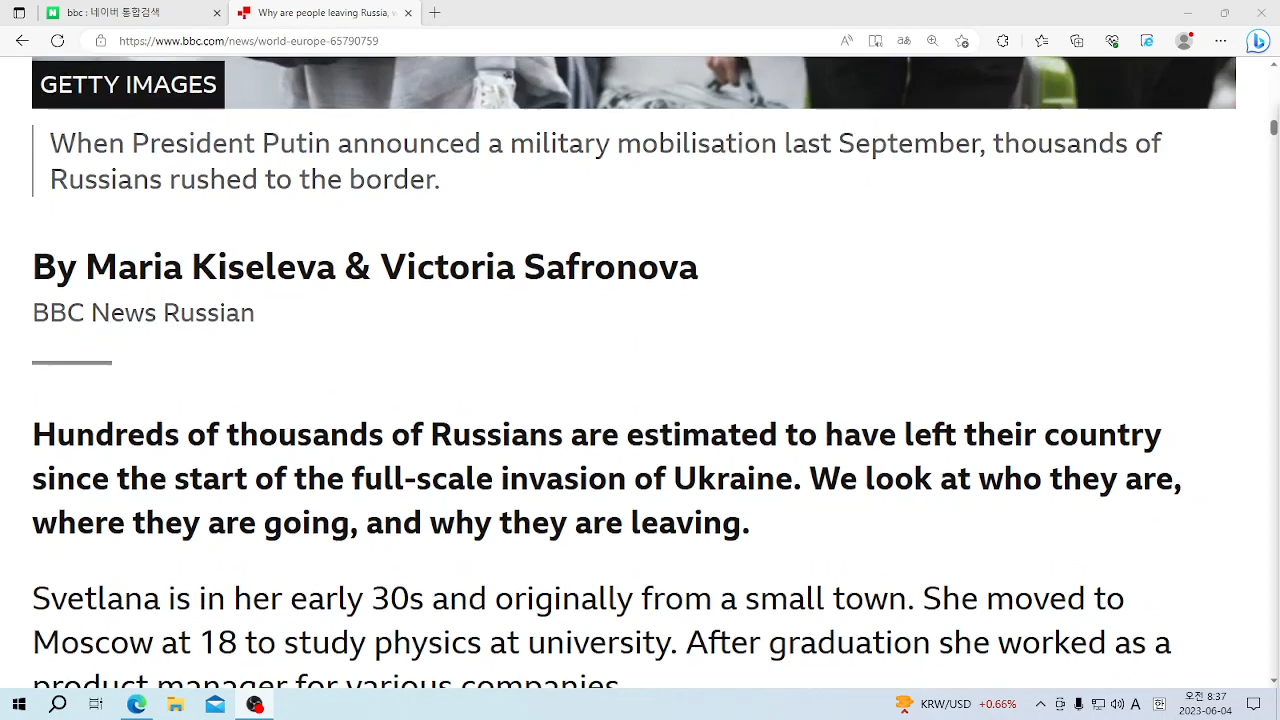 bbc : 네이버 통합검색
Why are people leaving Russia, w
https://www.bbc.com/news/world-europe-65790759
GETTY IMAGES
When President Putin announced a military mobilisation last September, thousands of
Russians rushed to the border.
By Maria Kiseleva & Victoria Safronova
BBC News Russian
Hundreds of thousands of Russians are estimated to have left their country
since the start of the full-scale invasion of Ukraine. We look at who they are,
where they are going, and why they are leaving.
Svetlana is in her early 30s and originally from a small town. She moved to
Moscow at 18 to study physics at university. After graduation she worked as a
product manager for various companies.
KRW/USD +0.66%
A
한
오전 8:37
2023-06-04